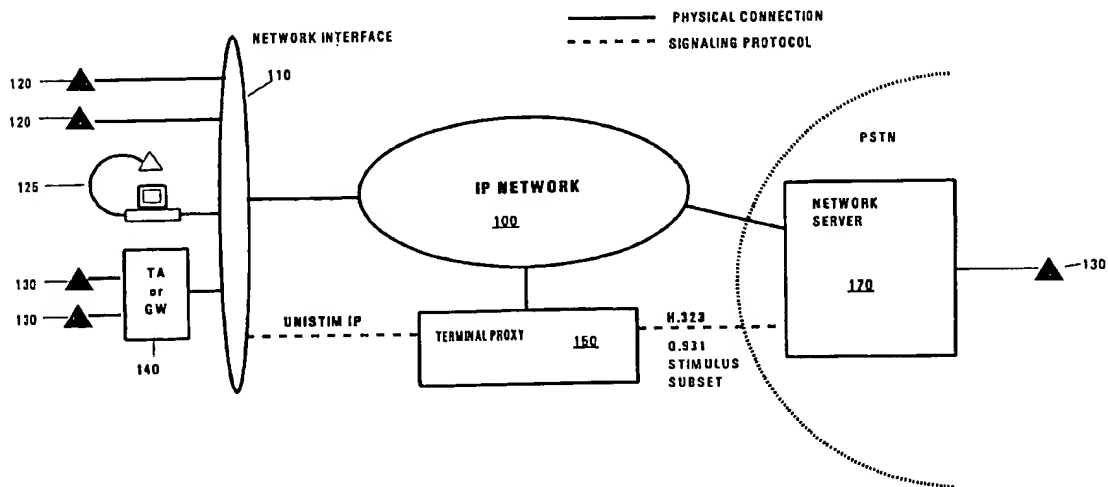 PHYSICAL CONNECTION
SIGNALING PROTOCOL
NETWORK INTERFACE
110
120
120
125
130
130
TA
or
GW
140
IP NETWORK
100
UNISTIM IP
TERMINAL PROXY
150
H.323
Q.931
STIMULUS
SUBSET
PSTN
NETWORK
SERVER
170
130